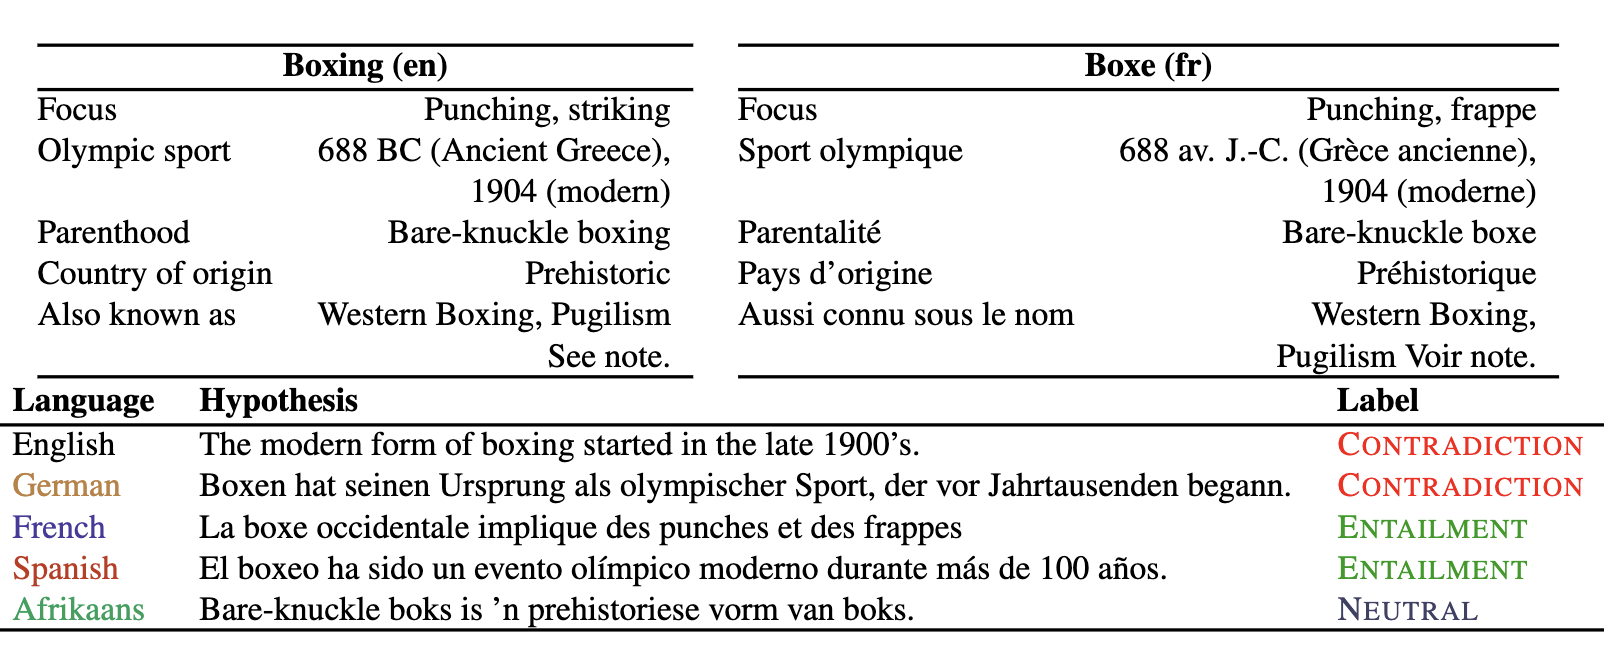 Boxing (en)
Focus Punching, striking
Olympic sport 688 BC (Ancient Greece),
1904 (modern)
Parenthood Bare-knuckle boxing
Country of origin Prehistoric
Also known as Western Boxing, Pugilism
See note.
Boxe (fr)
Focus Punching, frappe
Sport olympique 688 av. J.-C. (Grèce ancienne),
1904 (moderne)
Parentalité Bare-knuckle boxe
Pays d’origine Préhistorique
Aussi connu sous le nom Western Boxing,
Pugilism Voir note.
Language Hypothesis Label
English The modern form of boxing started in the late 1900’s. CONTRADICTION
German Boxen hat seinen Ursprung als olympischer Sport, der vor Jahrtausenden begann. CONTRADICTION
French La boxe occidentale implique des punches et des frappes ENTAILMENT
Spanish El boxeo ha sido un evento olímpico moderno durante más de 100 años. ENTAILMENT
Afrikaans Bare-knuckle boks is ’n prehistoriese vorm van boks. NEUTRAL